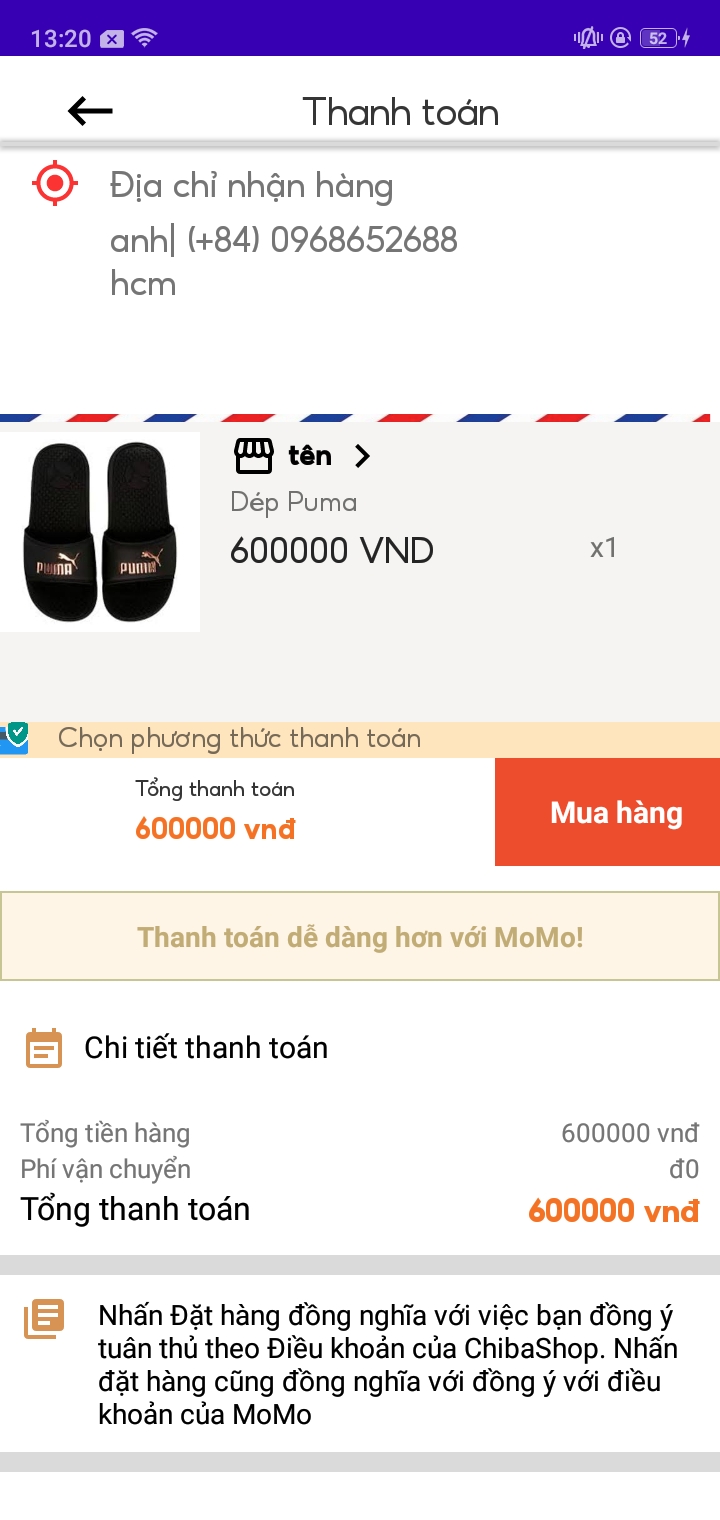 13:20
52
Thanh toán
Địa chỉ nhận hàng
anh| (+84) 0968652688
hcm
tên
Dép Puma
600000 VND
x1
PUMA
PUMA
Chọn phương thức thanh toán
Tổng thanh toán
600000 vnđ
Mua hàng
Thanh toán dễ dàng hơn với MoMo!
Chi tiết thanh toán
Tổng tiền hàng 600000 vnđ
Phí vận chuyển đ0
Tổng thanh toán 600000 vnđ
Nhấn Đặt hàng đồng nghĩa với việc bạn đồng ý
tuân thủ theo Điều khoản của ChibaShop. Nhấn
đặt hàng cũng đồng nghĩa với đồng ý với điều
khoản của MoMo